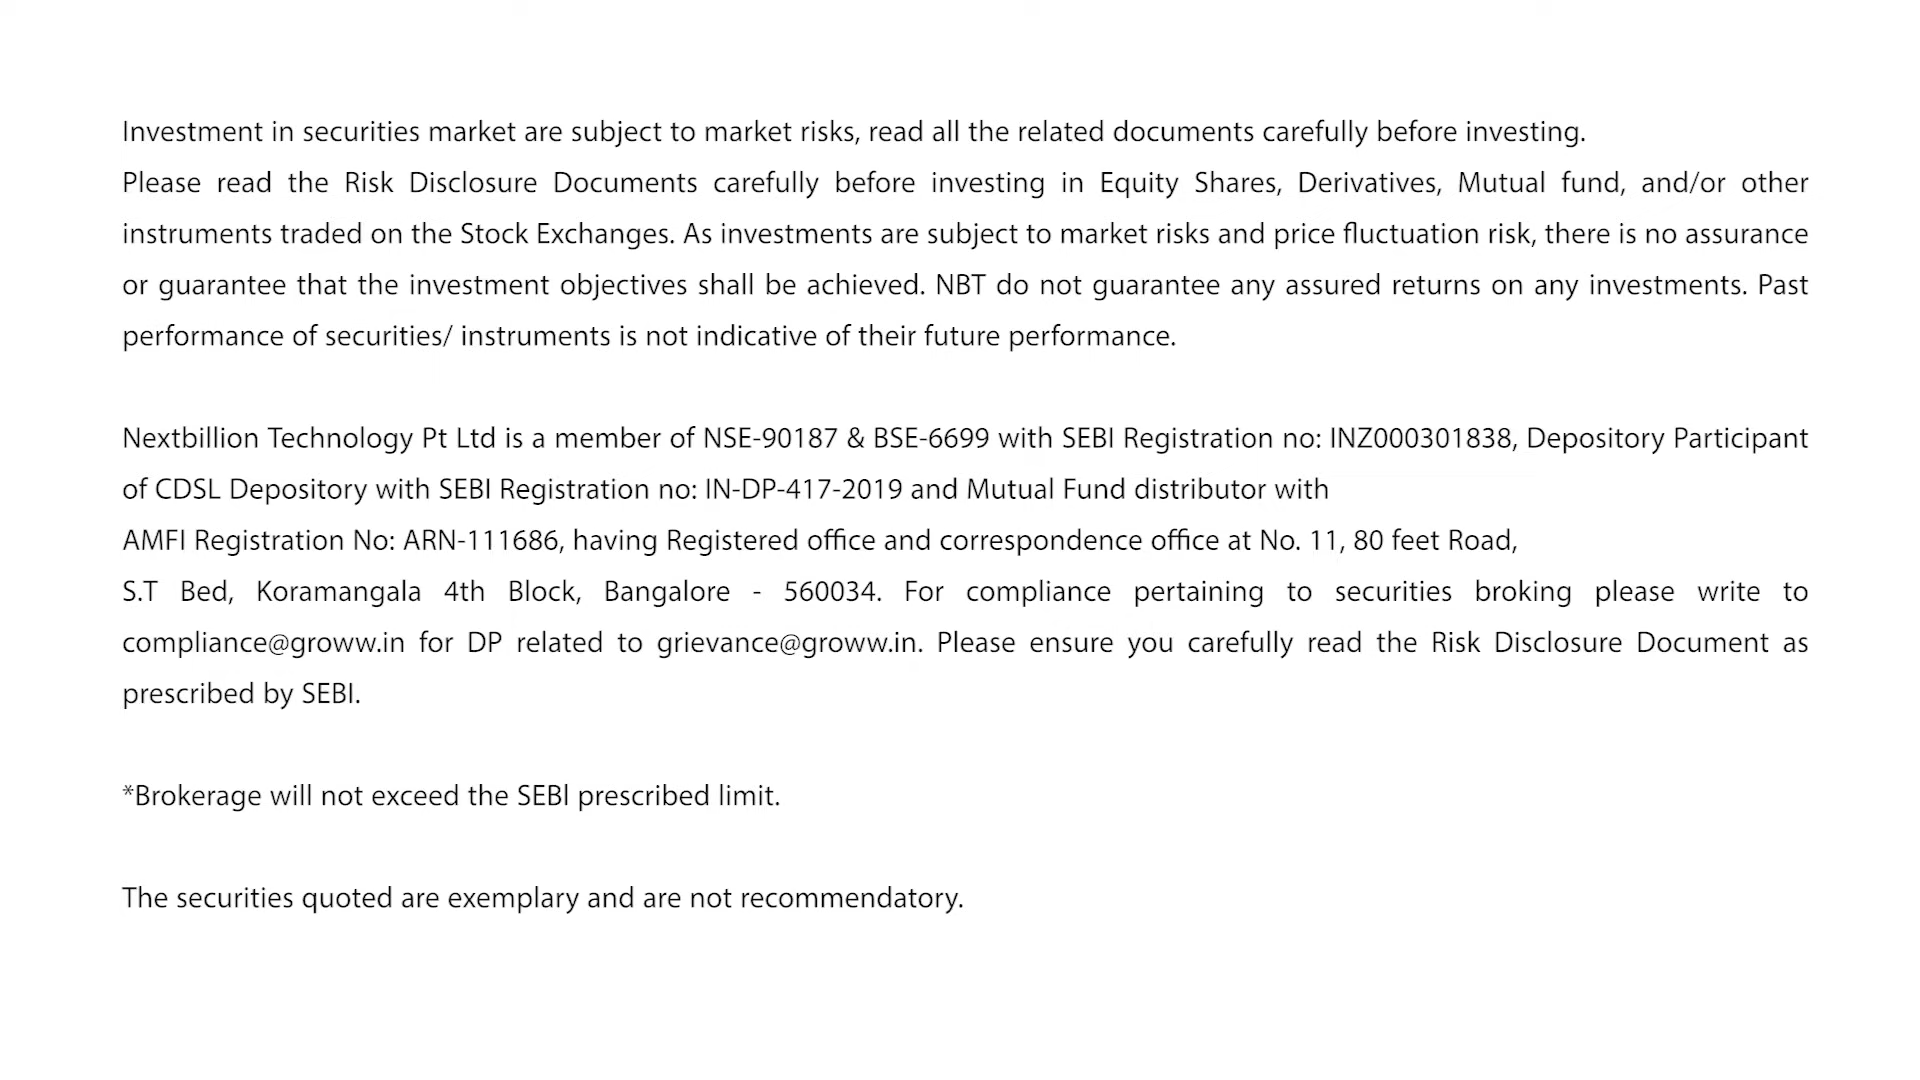 Investment in securities market are subject to market risks, read all the related documents carefully before investing.
Please read the Risk Disclosure Documents carefully before investing in Equity Shares, Derivatives, Mutual fund, and/or other
instruments traded on the Stock Exchanges. As investments are subject to market risks and price fluctuation risk, there is no assurance
or guarantee that the investment objectives shall be achieved. NBT do not guarantee any assured returns on any investments. Past
performance of securities/ instruments is not indicative of their future performance.
Nextbillion Technology Pt Ltd is a member of NSE-90187 & BSE-6699 with SEBI Registration no: INZ000301838, Depository Participant
of CDSL Depository with SEBI Registration no: IN-DP-417-2019 and Mutual Fund distributor with
AMFI Registration No: ARN-111686, having Registered office and correspondence office at No. 11, 80 feet Road,
S.T Bed, Koramangala 4th Block, Bangalore - 560034. For compliance pertaining to securities broking please write to
compliance@groww.in for DP related to grievance@groww.in. Please ensure you carefully read the Risk Disclosure Document as
prescribed by SEBI.
*Brokerage will not exceed the SEBl prescribed limit.
The securities quoted are exemplary and are not recommendatory.